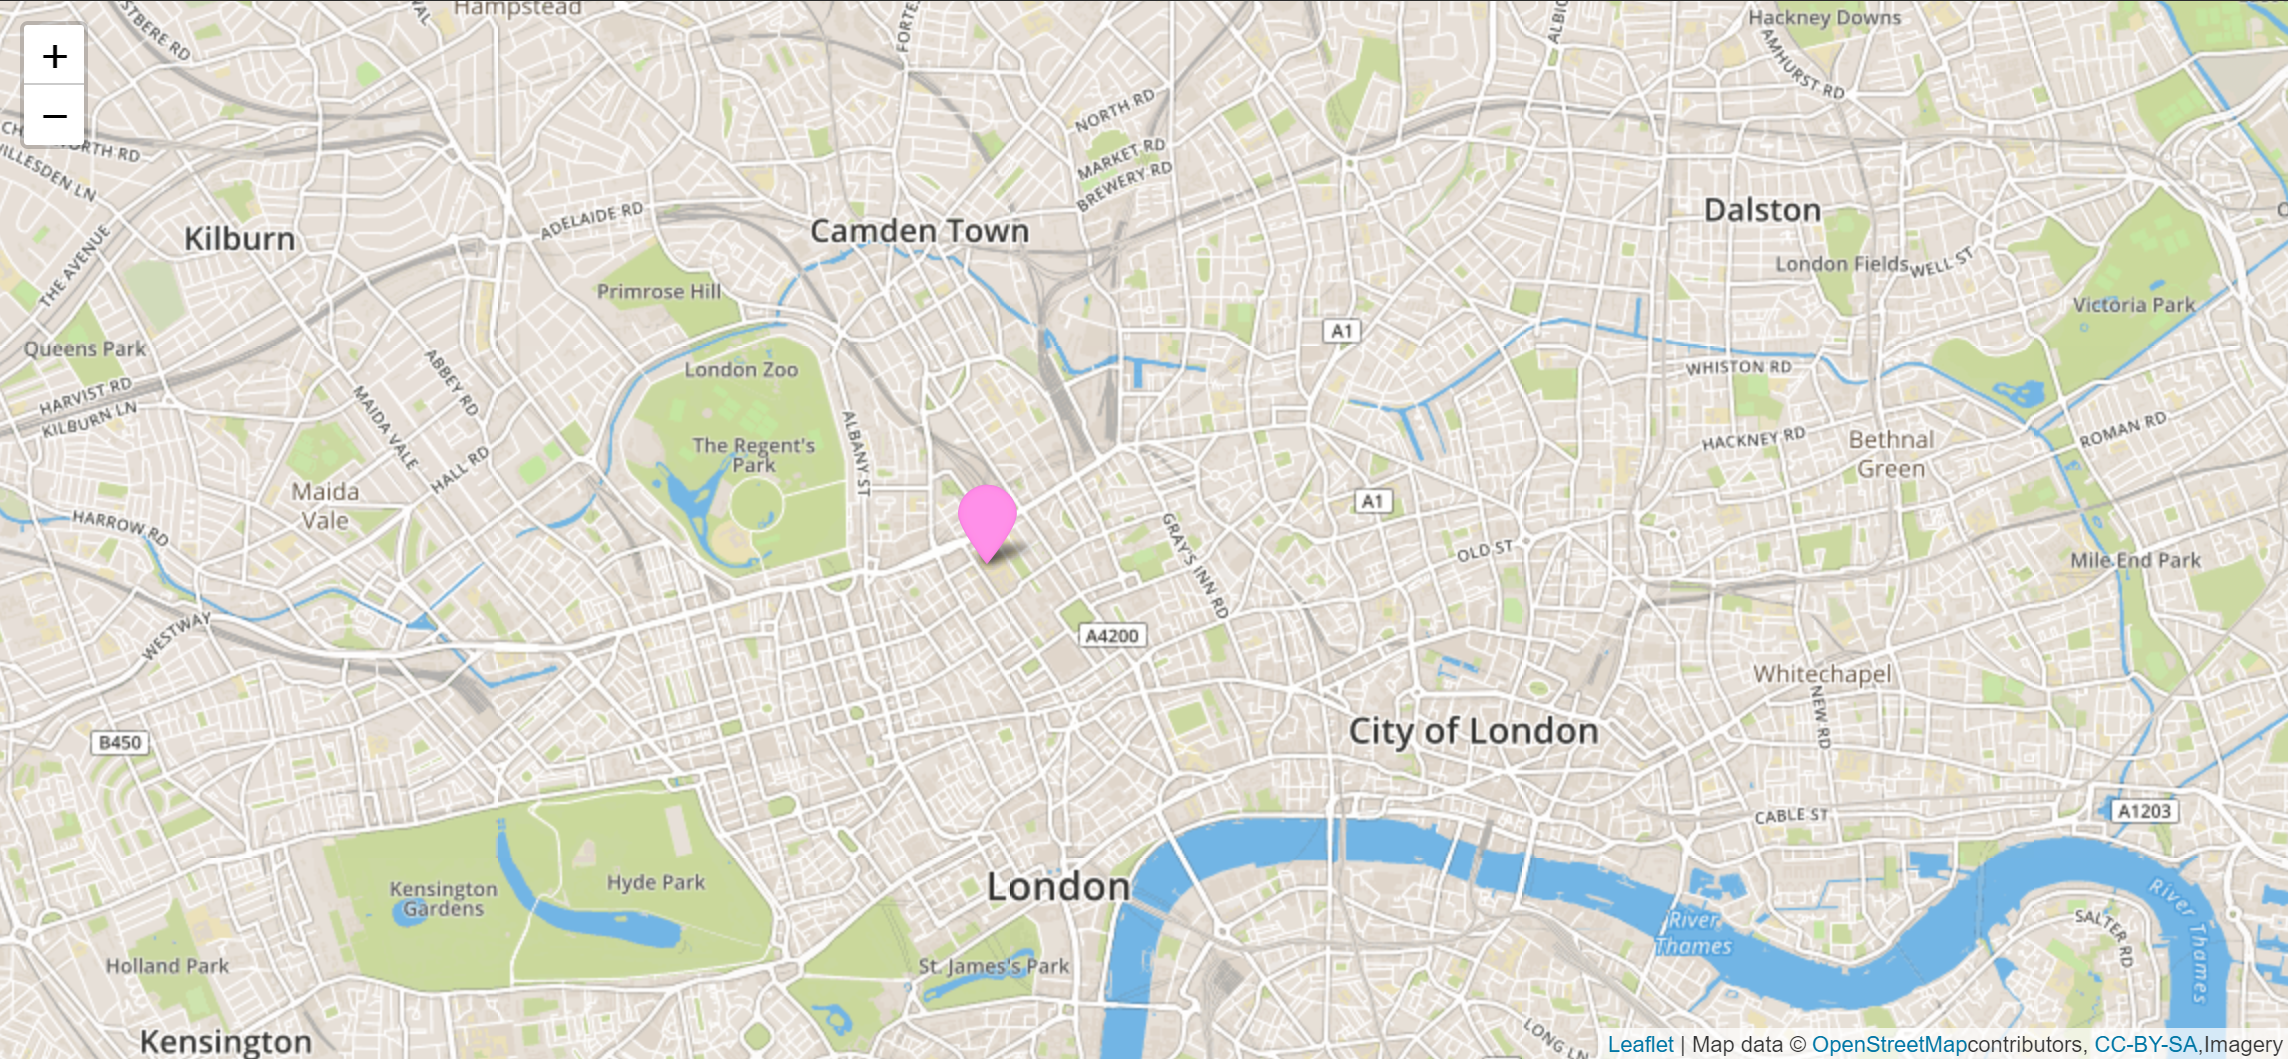 Hampstead
Hackney Downs
STBERE RD
FORTE
ALBIO
AMHURST RD
+
−
NORTH RD
MARKET RD
BREWERY RD
ORTH RD
ILLESDEN LN
ADELAIDE RD
Kilburn
Camden Town
Dalston
THE AVENUE
London Fields
WELL ST
Primrose Hill
Victoria Park
A1
Queens Park
London Zoo
WHISTON RD
ABBEY RD
HARVIST RD
KILBURN LN
MAIDA VALE
ALBANY ST
The Regent's
Park
HALL RD
HACKNEY RD
Bethnal
Green
ROMAN RD
Maida
Vale
A1
HARROW RD
GRAY'S INN RD
OLD ST
Mile End Park
WESTWAY
A4200
Whitechapel
NEW RD
B450
City of London
CABLE ST
A1203
Kensington
Gardens
Hyde Park
London
River
Thames
River Thames
SALTER RD
Holland Park
St. James's Park
Kensington
LONG LN
Leaflet | Map data © OpenStreetMapcontributors, CC-BY-SA,Imagery